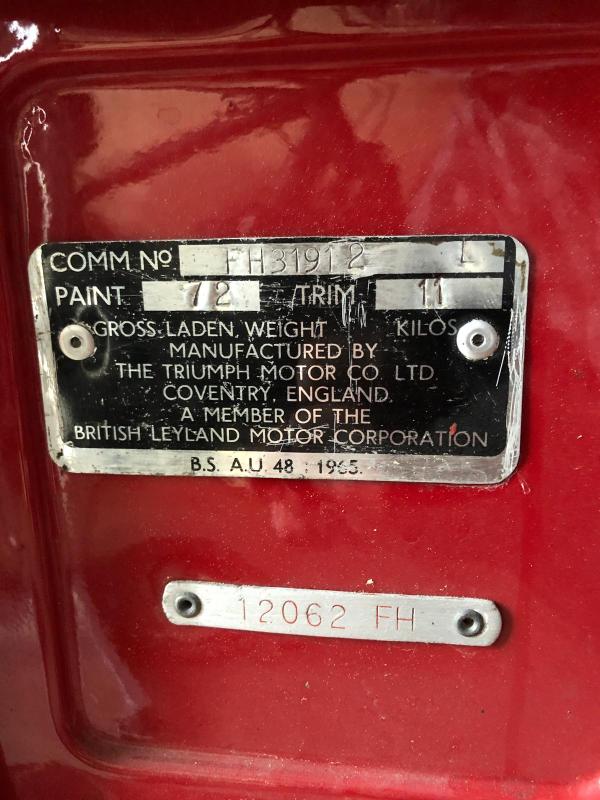 COMM Nº FH31912 L
PAINT 72 TRIM 11
GROSS LADEN WEIGHT KILOS
MANUFACTURED BY
THE TRIUMPH MOTOR CO. LTD.
COVENTRY, ENGLAND.
A MEMBER OF THE
BRITISH LEYLAND MOTOR CORPORATION
B.S. A.U. 48 : 1965.
12062 FH